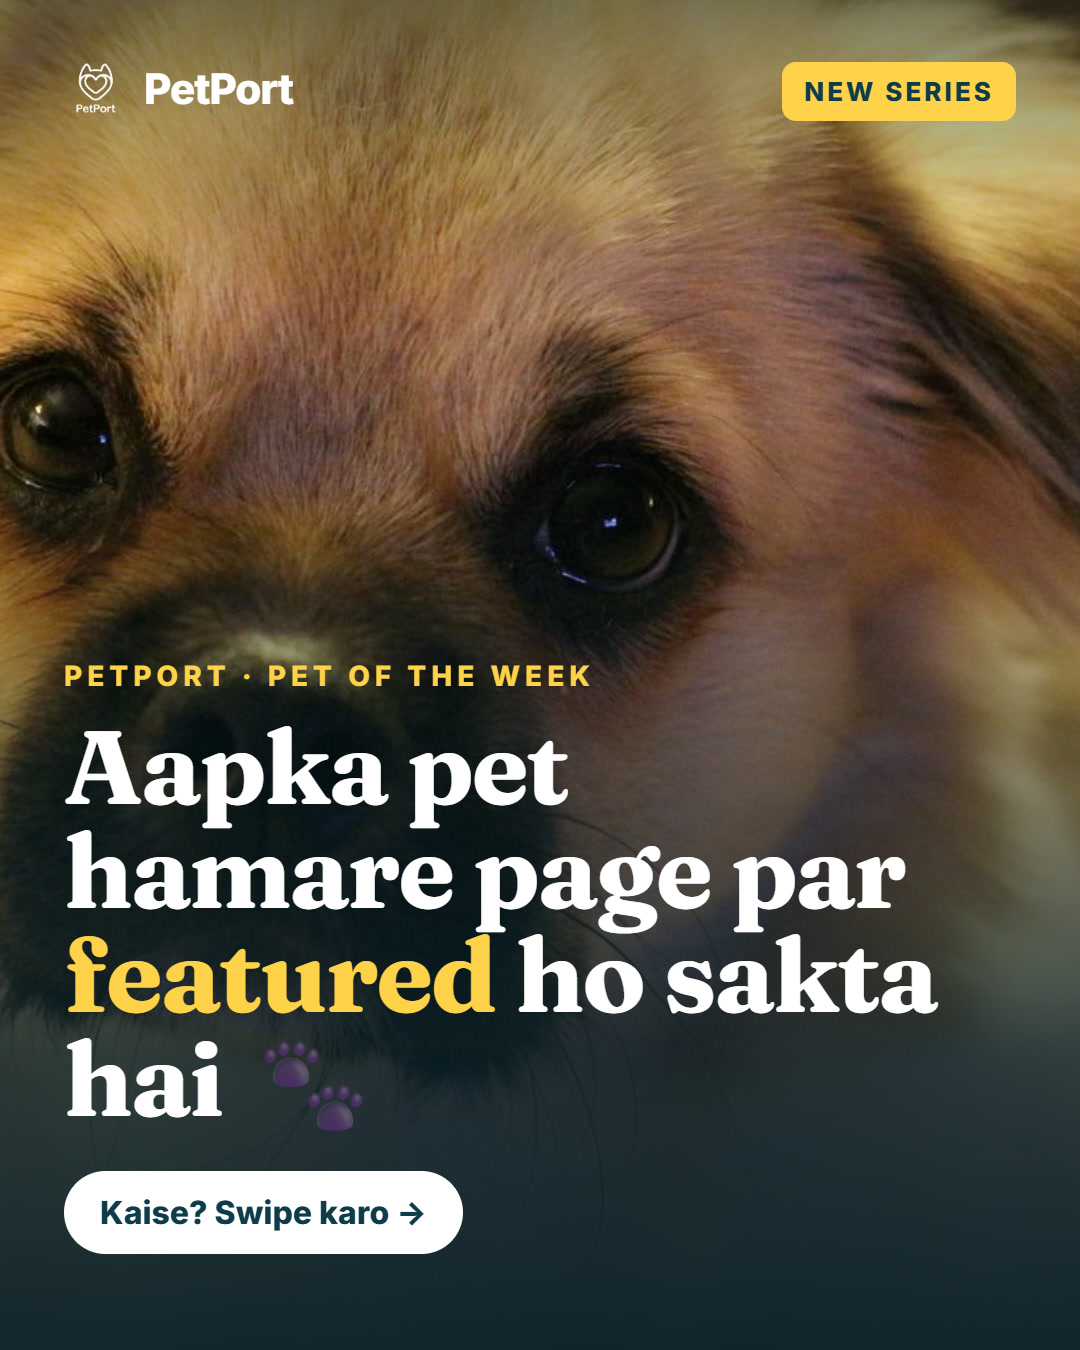 PetPort
PetPort
NEW SERIES
PETPORT · PET OF THE WEEK
Aapka pet
hamare page par
featured ho sakta
hai 🐾
Kaise? Swipe karo →